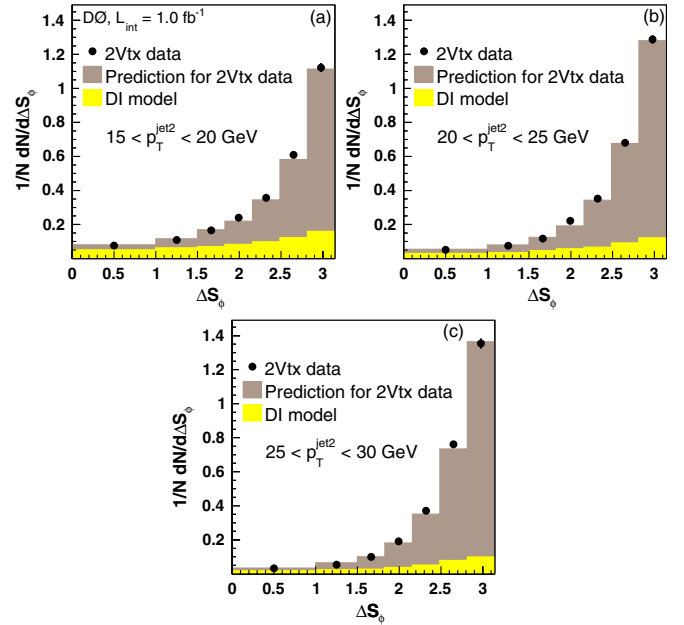 DØ, L_int = 1.0 fb⁻¹
(a)
2Vtx data
Prediction for 2Vtx data
DI model
15 < p_T^jet2 < 20 GeV
1/N dN/dΔS_ϕ
1.4
1.2
1
0.8
0.6
0.4
0.2
0 0.5 1 1.5 2 2.5 3
ΔS_ϕ
(b)
2Vtx data
Prediction for 2Vtx data
DI model
20 < p_T^jet2 < 25 GeV
1/N dN/dΔS_ϕ
1.4
1.2
1
0.8
0.6
0.4
0.2
0 0.5 1 1.5 2 2.5 3
ΔS_ϕ
(c)
2Vtx data
Prediction for 2Vtx data
DI model
25 < p_T^jet2 < 30 GeV
1/N dN/dΔS_ϕ
1.4
1.2
1
0.8
0.6
0.4
0.2
0 0.5 1 1.5 2 2.5 3
ΔS_ϕ